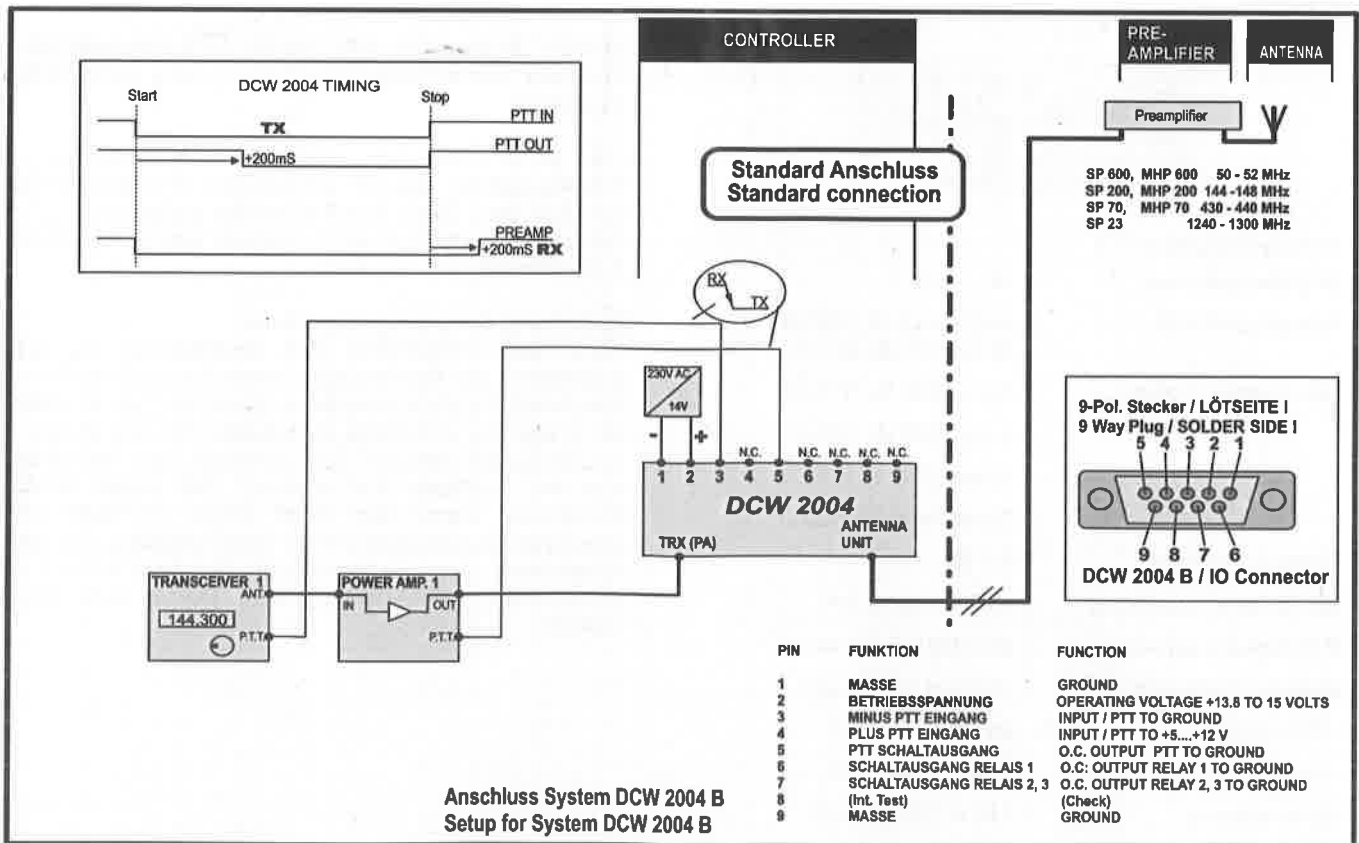 CONTROLLER
PRE-
AMPLIFIER
ANTENNA
DCW 2004 TIMING
Start
Stop
PTT IN
TX
PTT OUT
+200mS
PREAMP
+200mS RX
Preamplifier
Standard Anschluss
Standard connection
SP 600, MHP 600 50 - 52 MHz
SP 200, MHP 200 144 -148 MHz
SP 70, MHP 70 430 - 440 MHz
SP 23 1240 - 1300 MHz
RX
TX
230V AC
14V
- +
N.C. N.C. N.C. N.C. N.C.
1 2 3 4 5 6 7 8 9
DCW 2004
TRX (PA)
ANTENNA
UNIT
9-Pol. Stecker / LÖTSEITE !
9 Way Plug / SOLDER SIDE !
5 4 3 2 1
9 8 7 6
DCW 2004 B / IO Connector
TRANSCEIVER 1
ANT.
144.300
P.T.T.
POWER AMP. 1
IN
OUT
P.T.T.
PIN FUNKTION FUNCTION
1 MASSE GROUND
2 BETRIEBSSPANNUNG OPERATING VOLTAGE +13.8 TO 15 VOLTS
3 MINUS PTT EINGANG INPUT / PTT TO GROUND
4 PLUS PTT EINGANG INPUT / PTT TO +5....+12 V
5 PTT SCHALTAUSGANG O.C. OUTPUT PTT TO GROUND
6 SCHALTAUSGANG RELAIS 1 O.C: OUTPUT RELAY 1 TO GROUND
7 SCHALTAUSGANG RELAIS 2, 3 O.C. OUTPUT RELAY 2, 3 TO GROUND
8 (Int. Test) (Check)
9 MASSE GROUND
Anschluss System DCW 2004 B
Setup for System DCW 2004 B